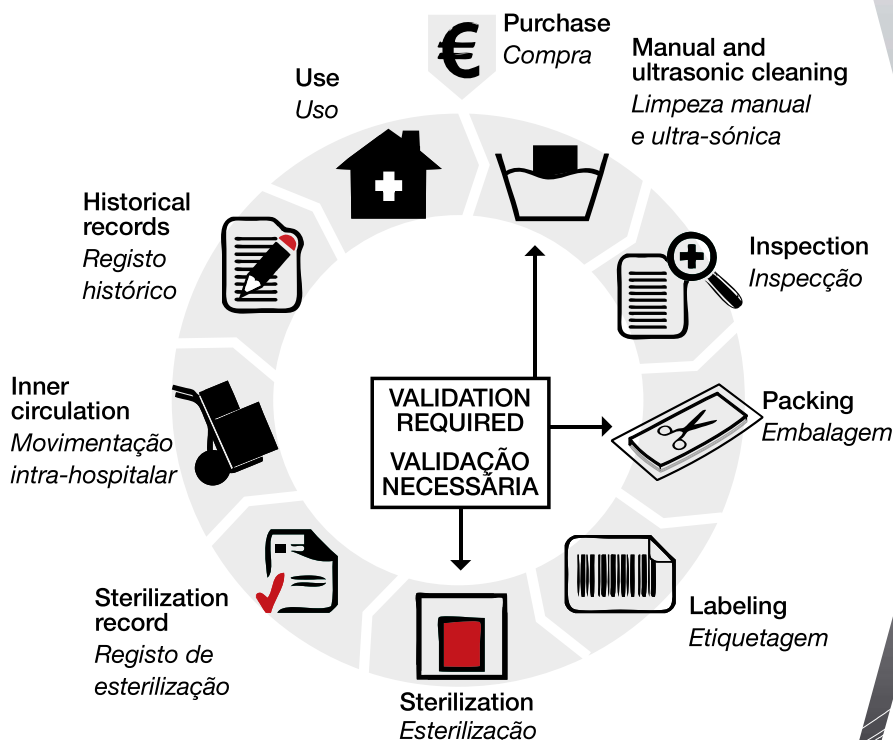 €
Purchase
Compra
Manual and
ultrasonic cleaning
Limpeza manual
e ultra-sónica
Inspection
Inspecção
Packing
Embalagem
Labeling
Etiquetagem
Sterilization
Esterilização
Sterilization
record
Registo de
esterilização
Inner
circulation
Movimentação
intra-hospitalar
Historical
records
Registo
histórico
Use
Uso
VALIDATION
REQUIRED
VALIDAÇÃO
NECESSÁRIA